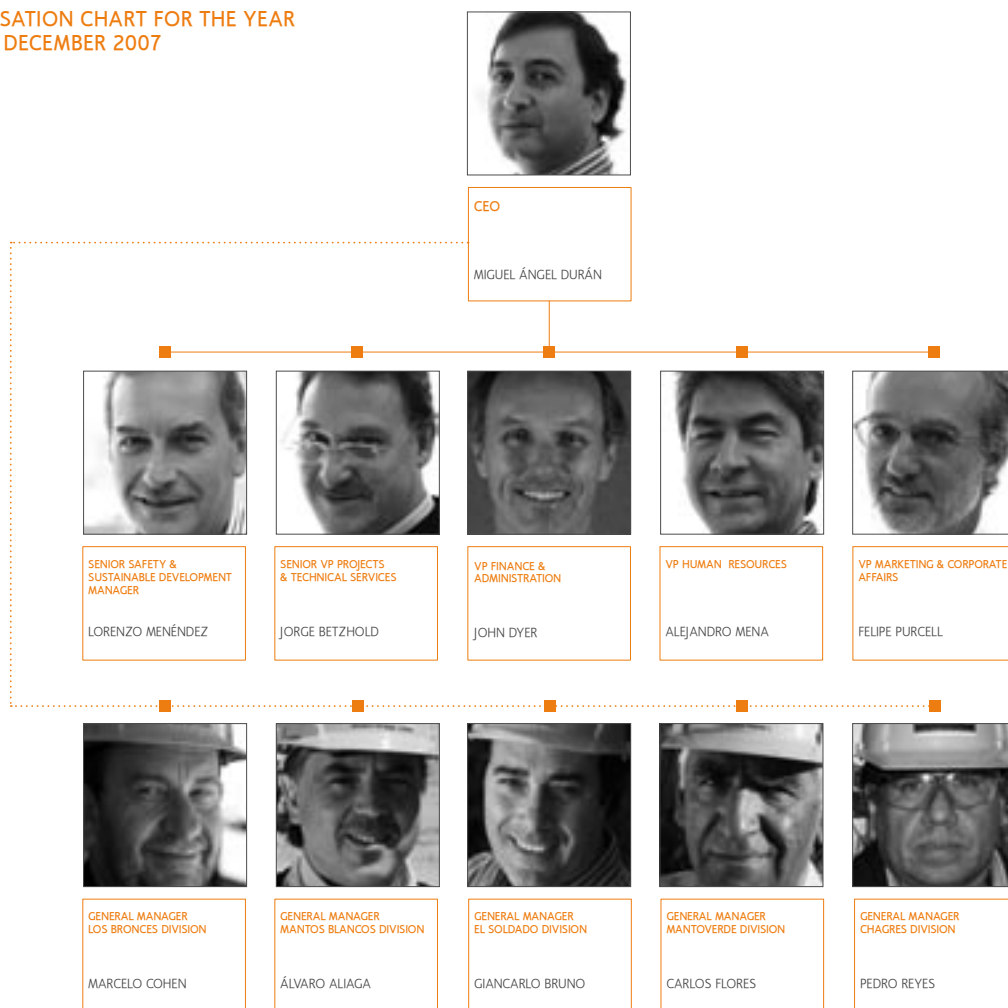 SATION CHART FOR THE YEAR
DECEMBER 2007
CEO
MIGUEL ÁNGEL DURÁN
SENIOR SAFETY &
SUSTAINABLE DEVELOPMENT
MANAGER
LORENZO MENÉNDEZ
SENIOR VP PROJECTS
& TECHNICAL SERVICES
JORGE BETZHOLD
VP FINANCE &
ADMINISTRATION
JOHN DYER
VP HUMAN RESOURCES
ALEJANDRO MENA
VP MARKETING & CORPORATE
AFFAIRS
FELIPE PURCELL
GENERAL MANAGER
LOS BRONCES DIVISION
MARCELO COHEN
GENERAL MANAGER
MANTOS BLANCOS DIVISION
ÁLVARO ALIAGA
GENERAL MANAGER
EL SOLDADO DIVISION
GIANCARLO BRUNO
GENERAL MANAGER
MANTOVERDE DIVISION
CARLOS FLORES
GENERAL MANAGER
CHAGRES DIVISION
PEDRO REYES